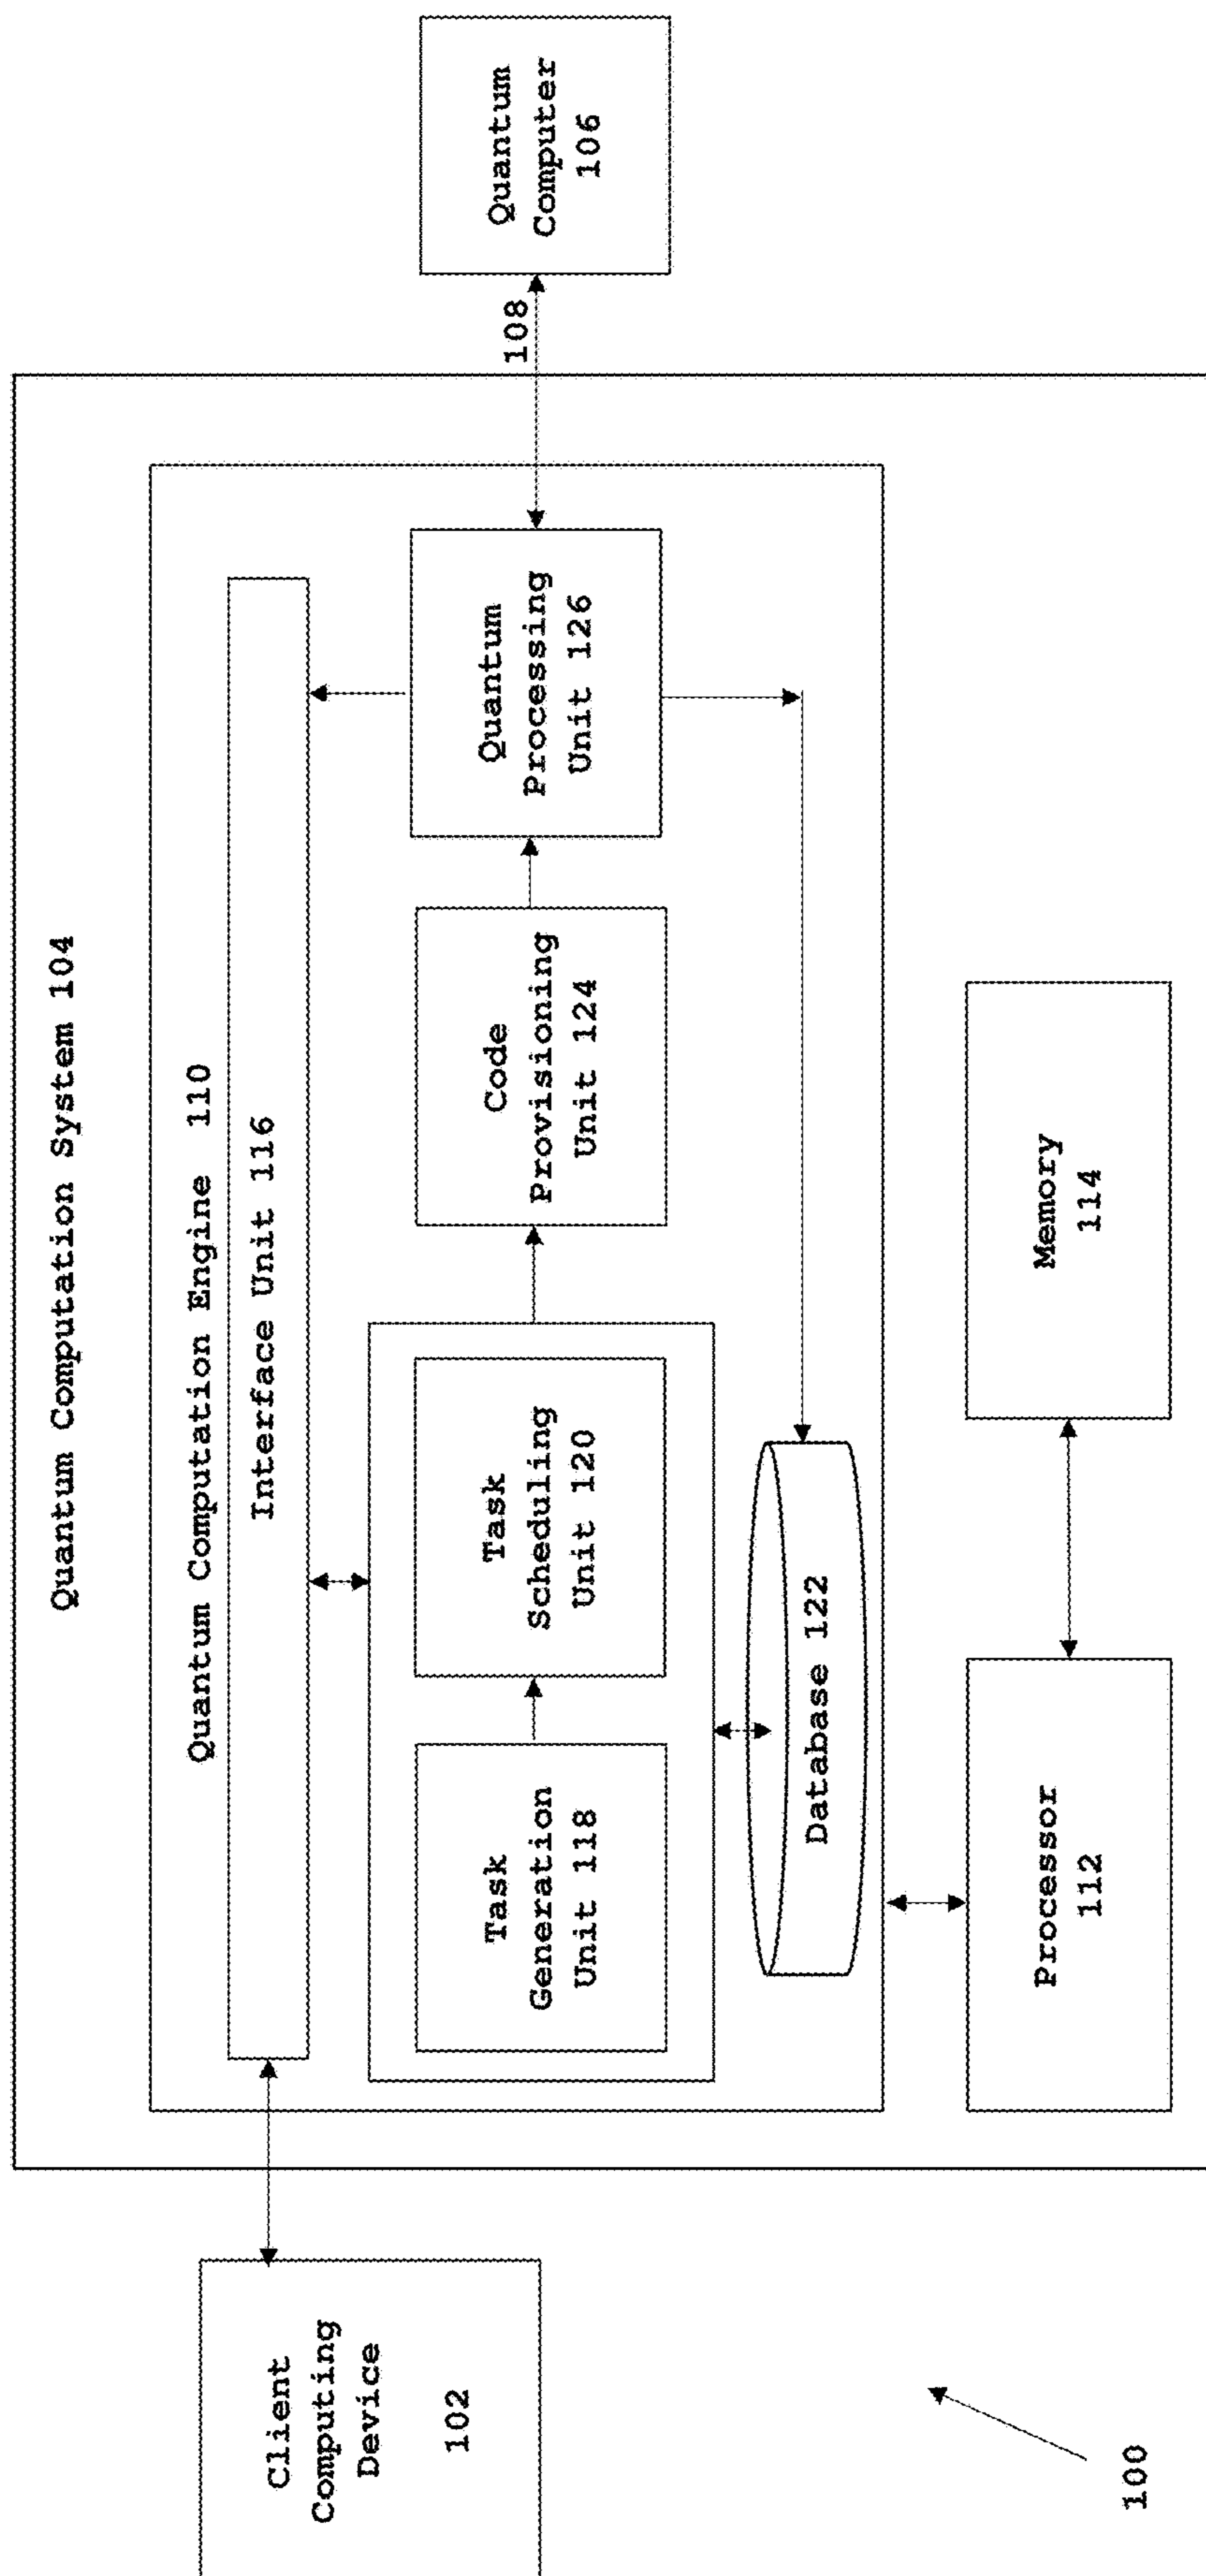 Quantum Computation System 104
Quantum Computation Engine 110
Interface Unit 116
Client
Computing
Device
102
Task
Generation
Unit 118
Task
Scheduling
Unit 120
Code
Provisioning
Unit 124
Quantum
Processing
Unit 126
108
Quantum
Computer
106
Database 122
Processor
112
Memory
114
100